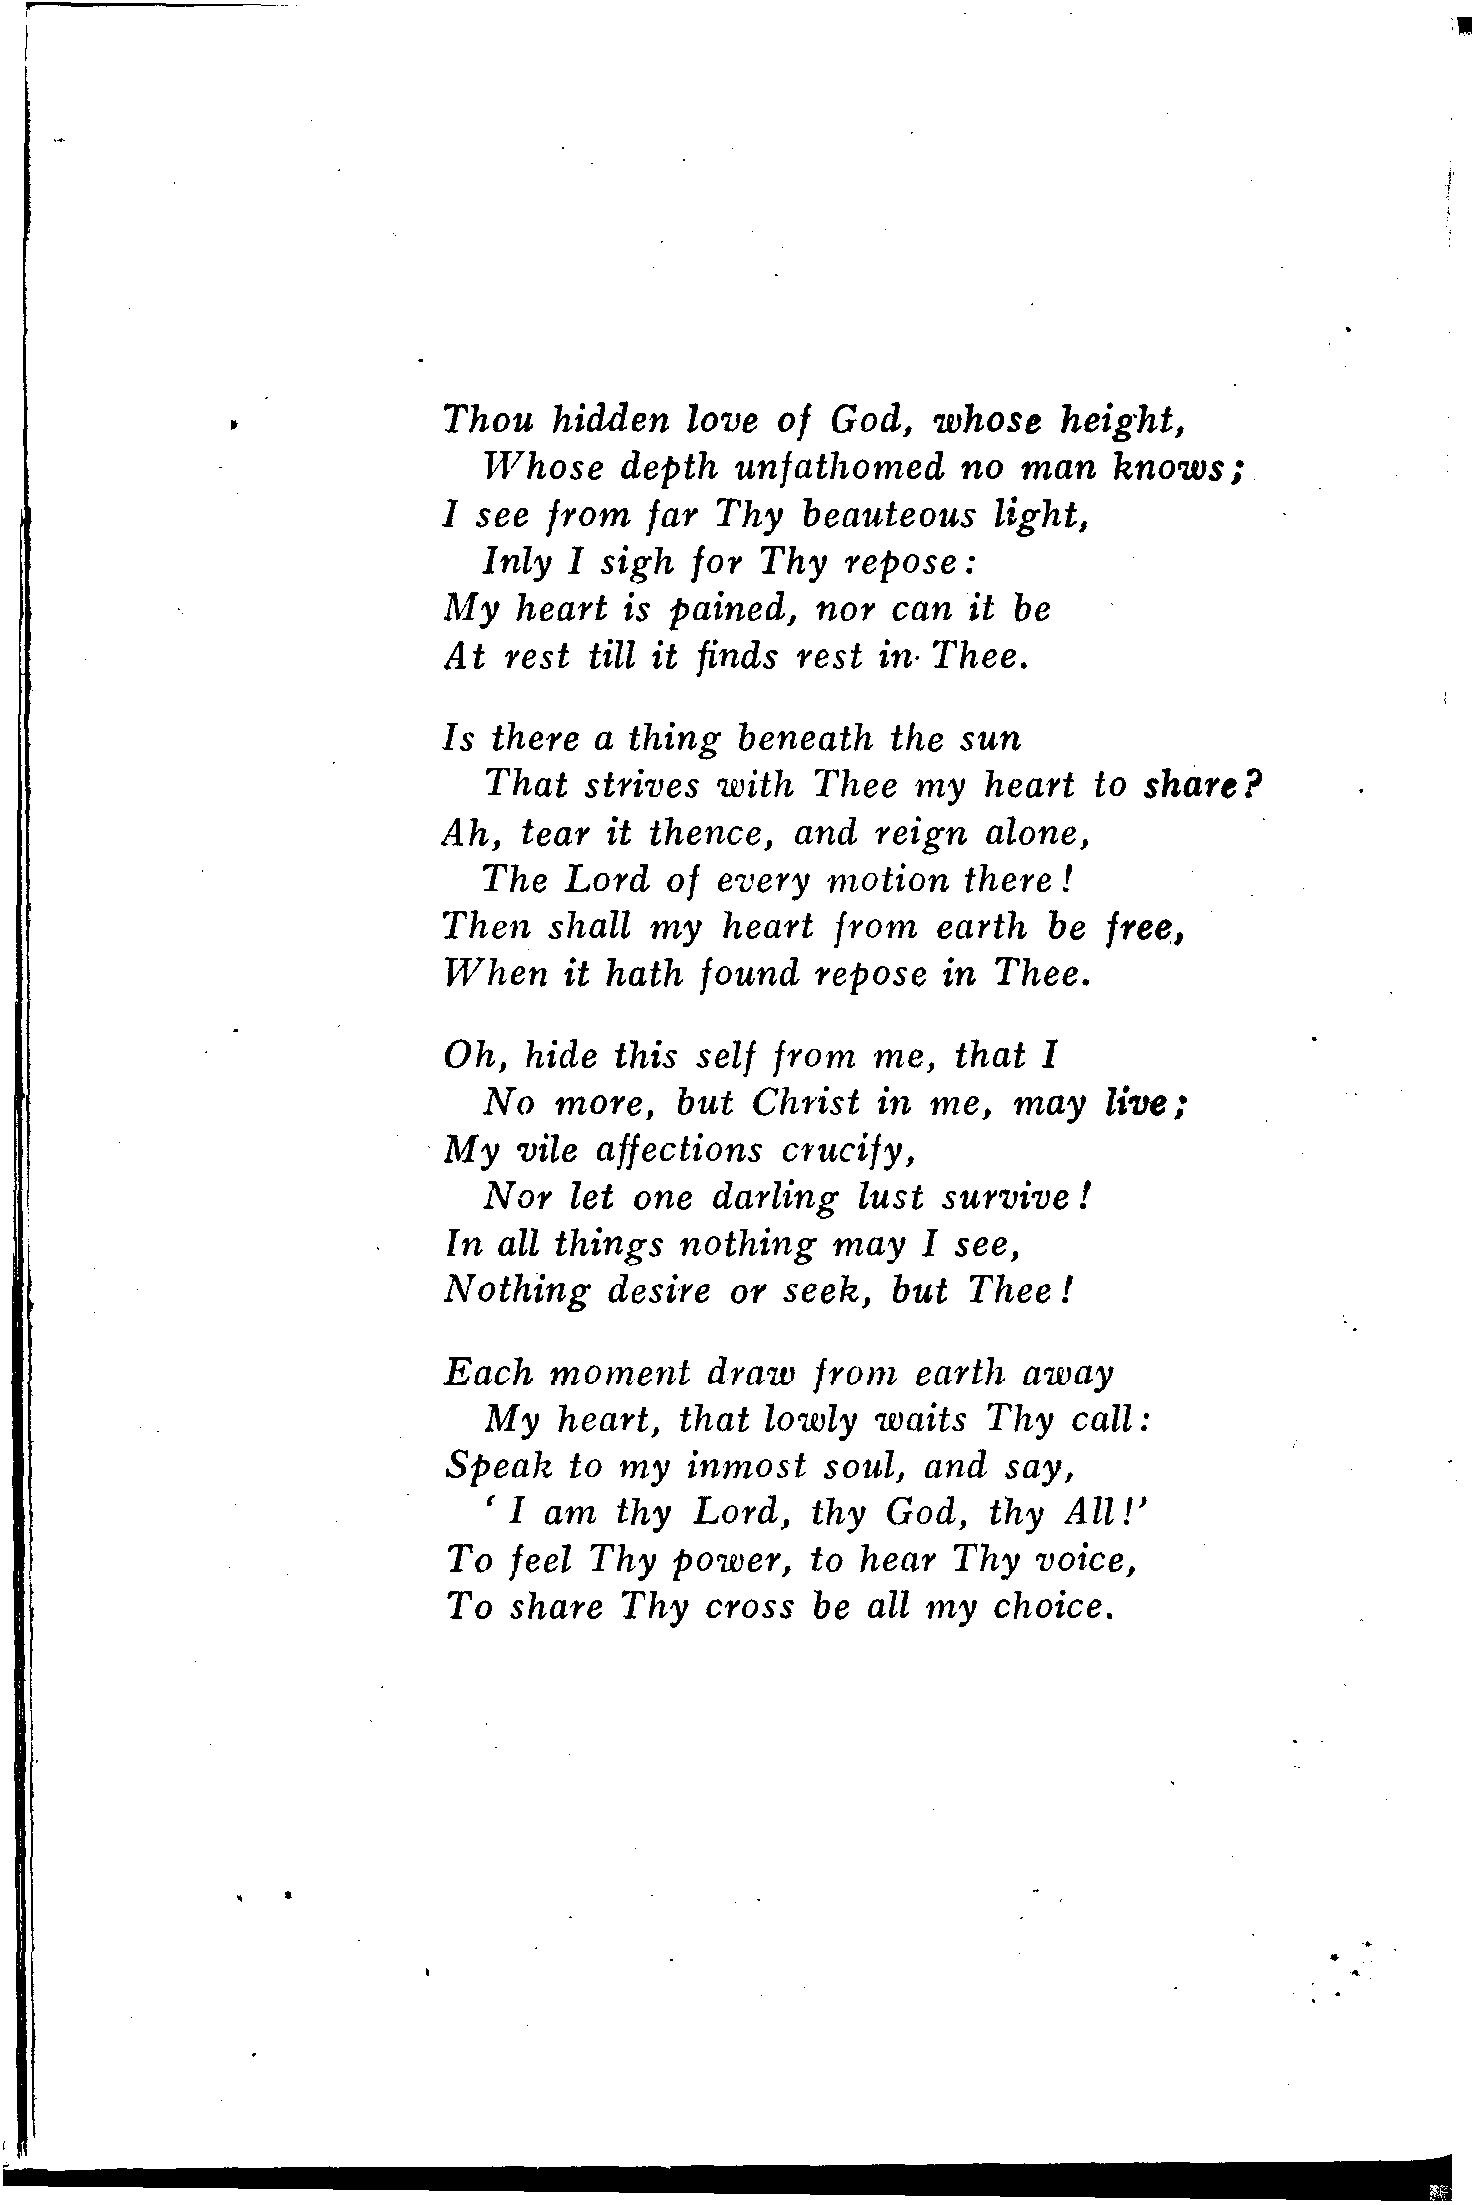 Thou hidden love of God, whose height,
Whose depth unfathomed no man knows;
I see from far Thy beauteous light,
Inly I sigh for Thy repose:
My heart is pained, nor can it be
At rest till it finds rest in Thee.

Is there a thing beneath the sun
That strives with Thee my heart to share?
Ah, tear it thence, and reign alone,
The Lord of every motion there!
Then shall my heart from earth be free,
When it hath found repose in Thee.

Oh, hide this self from me, that I
No more, but Christ in me, may live;
My vile affections crucify,
Nor let one darling lust survive!
In all things nothing may I see,
Nothing desire or seek, but Thee!

Each moment draw from earth away
My heart, that lowly waits Thy call:
Speak to my inmost soul, and say,
‘I am thy Lord, thy God, thy All!’
To feel Thy power, to hear Thy voice,
To share Thy cross be all my choice.